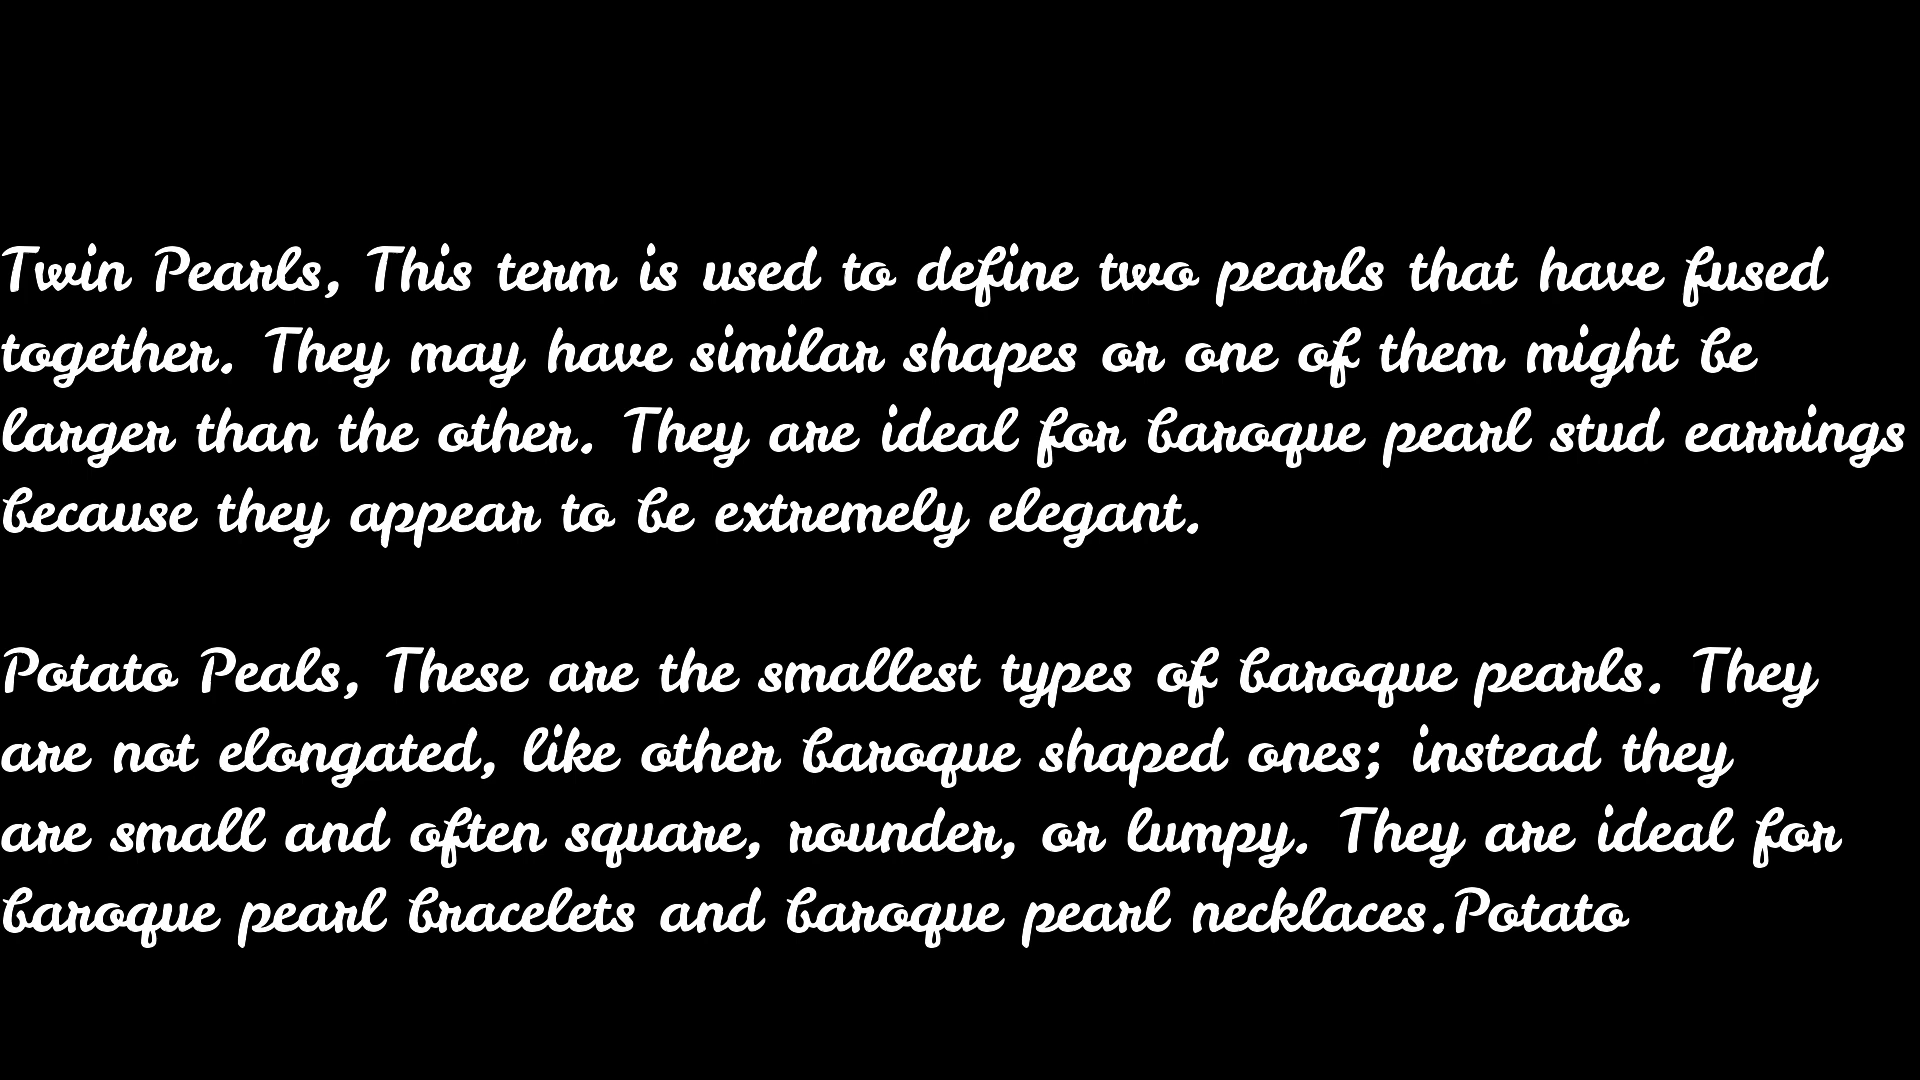 Twin Pearls, This term is used to define two pearls that have fused
together. They may have similar shapes or one of them might be
larger than the other. They are ideal for baroque pearl stud earrings
because they appear to be extremely elegant.
Potato Peals, These are the smallest types of baroque pearls. They
are not elongated, like other baroque shaped ones; instead they
are small and often square, rounder, or lumpy. They are ideal for
baroque pearl bracelets and baroque pearl necklaces.Potato